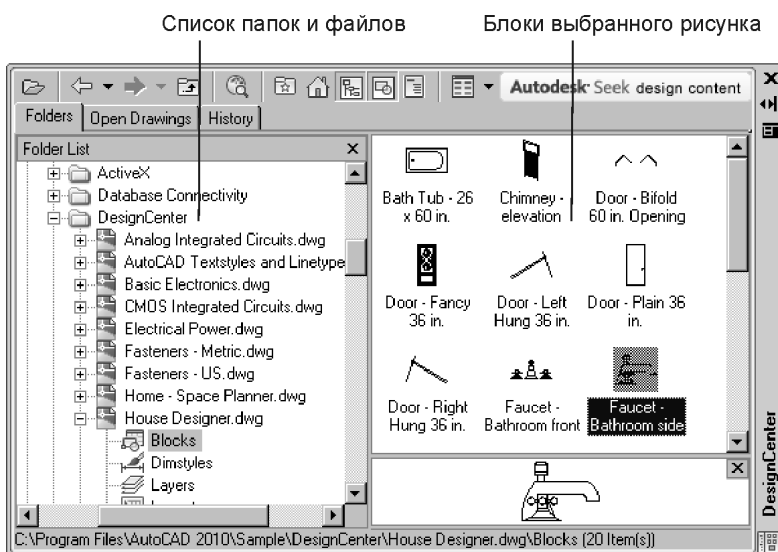 Список папок и файлов
Блоки выбранного рисунка
Autodesk Seek design content
Folders
Open Drawings
History
Folder List
ActiveX
Database Connectivity
DesignCenter
Analog Integrated Circuits.dwg
AutoCAD Textstyles and Linetype
Basic Electronics.dwg
CMOS Integrated Circuits.dwg
Electrical Power.dwg
Fasteners - Metric.dwg
Fasteners - US.dwg
Home - Space Planner.dwg
House Designer.dwg
Blocks
Dimstyles
Layers
Bath Tub - 26
x 60 in.
Chimney -
elevation
Door - Bifold
60 in. Opening
Door - Fancy
36 in.
Door - Left
Hung 36 in.
Door - Plain 36
in.
Door - Right
Hung 36 in.
Faucet -
Bathroom front
Faucet -
Bathroom side
DesignCenter
C:\Program Files\AutoCAD 2010\Sample\DesignCenter\House Designer.dwg\Blocks (20 Item(s))